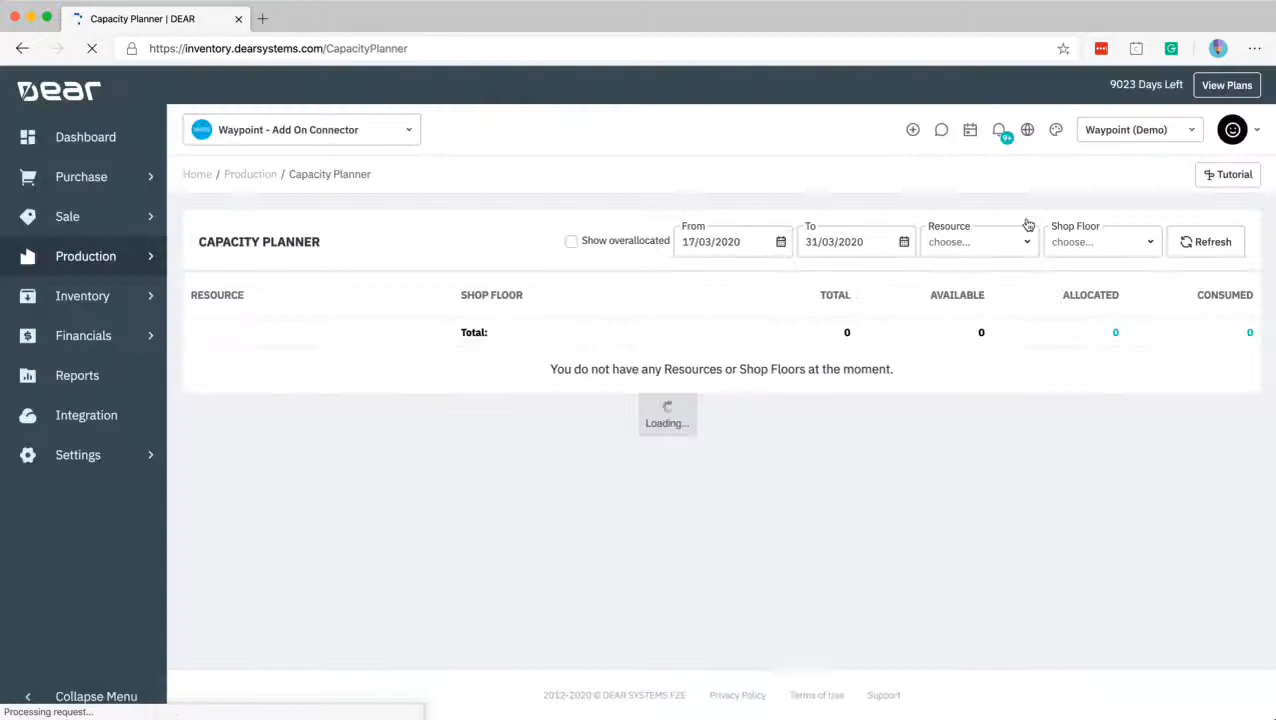 Capacity Planner | DEAR
https://inventory.dearsystems.com/CapacityPlanner
DEAR
9023 Days Left
View Plans
Waypoint - Add On Connector
9+
Waypoint (Demo)
Dashboard
Purchase
Sale
Production
Inventory
Financials
Reports
Integration
Settings
Collapse Menu
Home / Production / Capacity Planner
Tutorial
CAPACITY PLANNER
Show overallocated
From
17/03/2020
To
31/03/2020
Resource
choose...
Shop Floor
choose...
Refresh
RESOURCE SHOP FLOOR TOTAL AVAILABLE ALLOCATED CONSUMED
Total: 0 0 0 0
You do not have any Resources or Shop Floors at the moment.
Loading...
2012-2020 © DEAR SYSTEMS FZE Privacy Policy Terms of Use Support
Processing request...